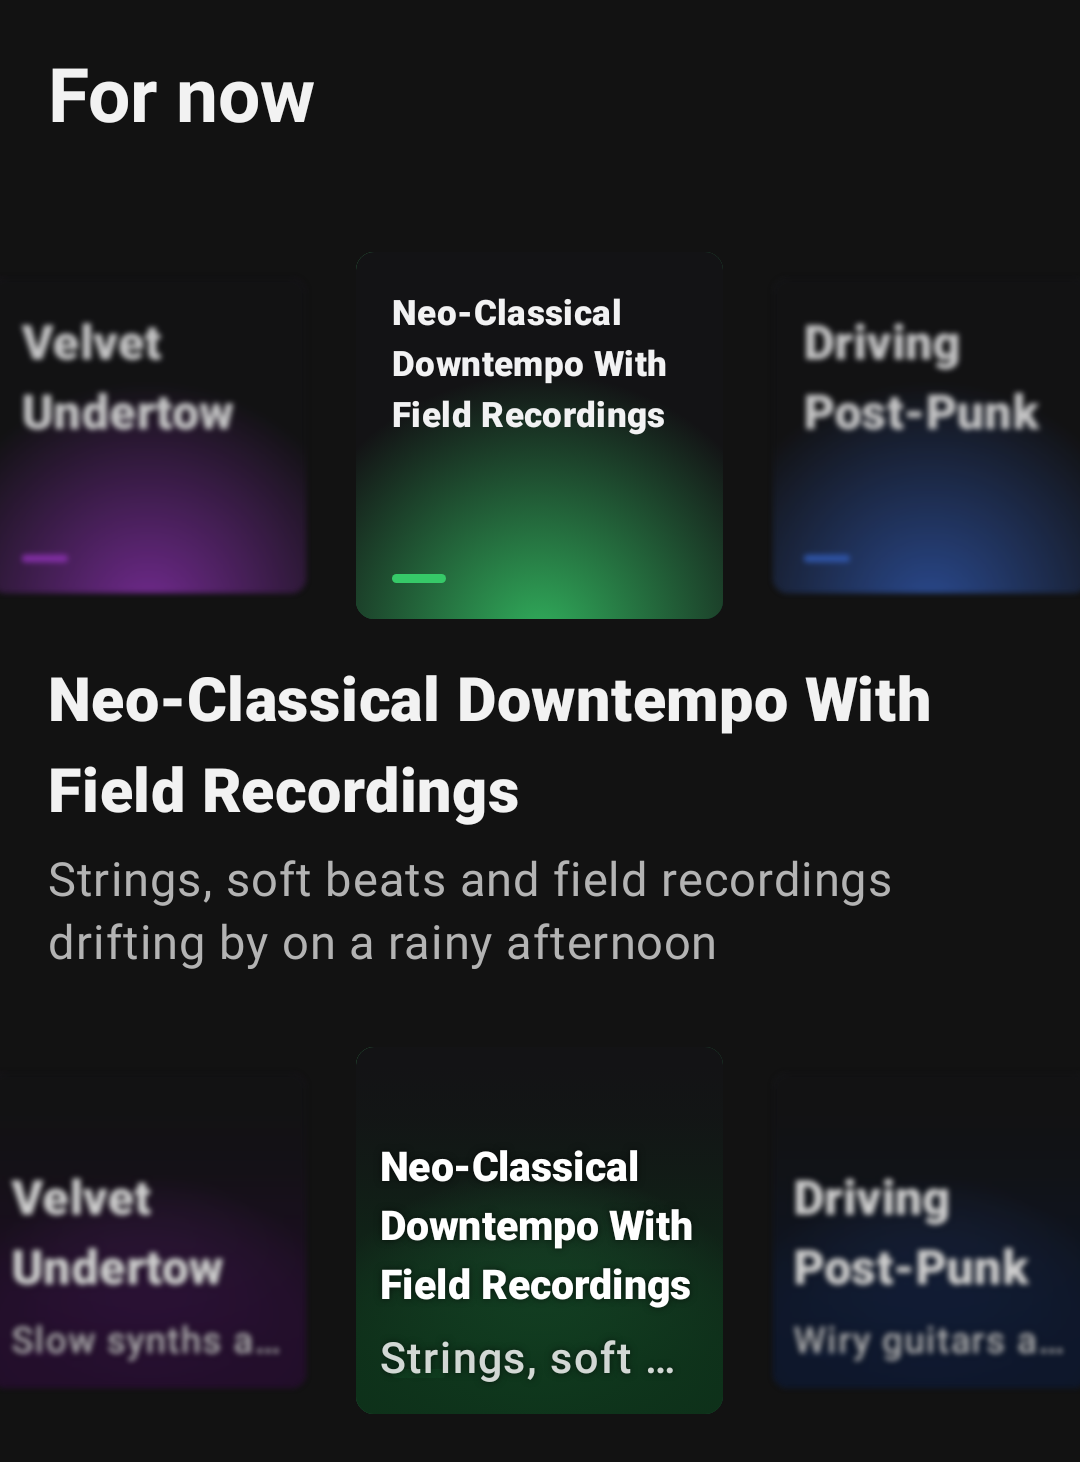 For now
Velvet
Undertow
Neo-Classical
Downtempo With
Field Recordings
Driving
Post-Punk
Neo-Classical Downtempo With
Field Recordings
Strings, soft beats and field recordings
drifting by on a rainy afternoon
Velvet
Undertow
Slow synths a…
Neo-Classical
Downtempo With
Field Recordings
Strings, soft …
Driving
Post-Punk
Wiry guitars a…